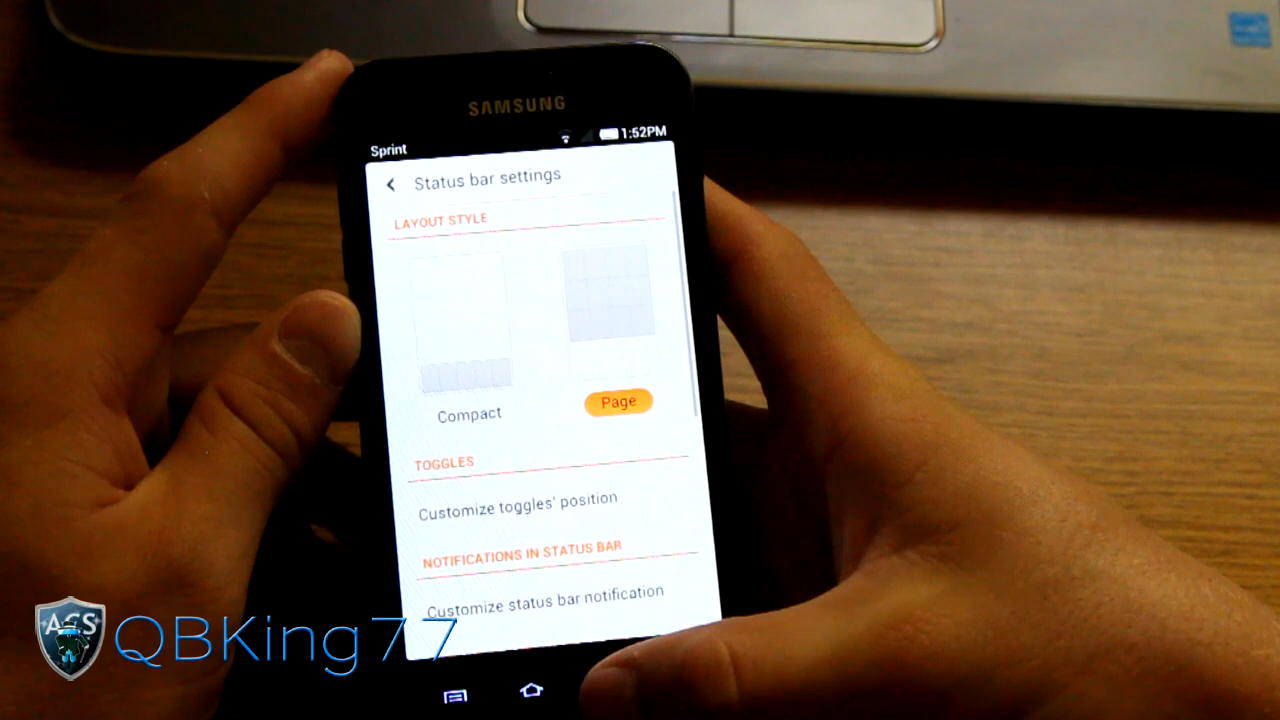 SAMSUNG
Sprint
1:52PM
Status bar settings
LAYOUT STYLE
Compact
Page
TOGGLES
Customize toggles' position
NOTIFICATIONS IN STATUS BAR
Customize status bar notification
ACS
QBKing77